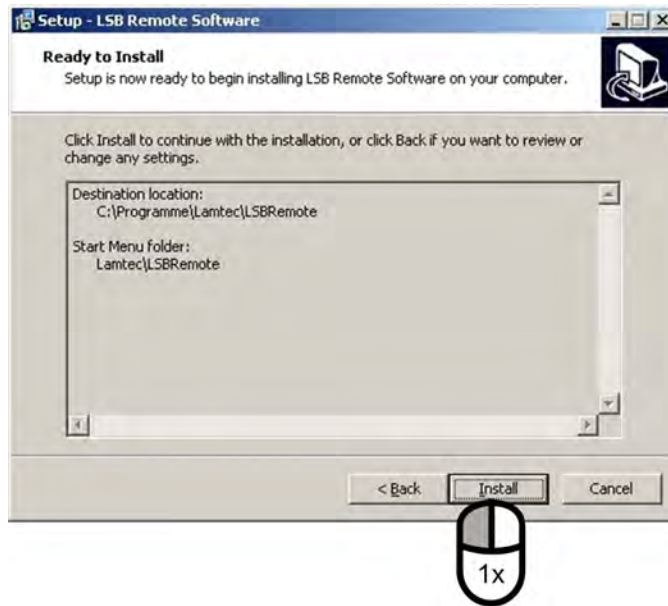 Setup - LSB Remote Software
Ready to Install
Setup is now ready to begin installing LSB Remote Software on your computer.
Click Install to continue with the installation, or click Back if you want to review or
change any settings.
Destination location:
C:\Programme\Lamtec\LSBRemote
Start Menu folder:
Lamtec\LSBRemote
< Back
Install
Cancel
1x